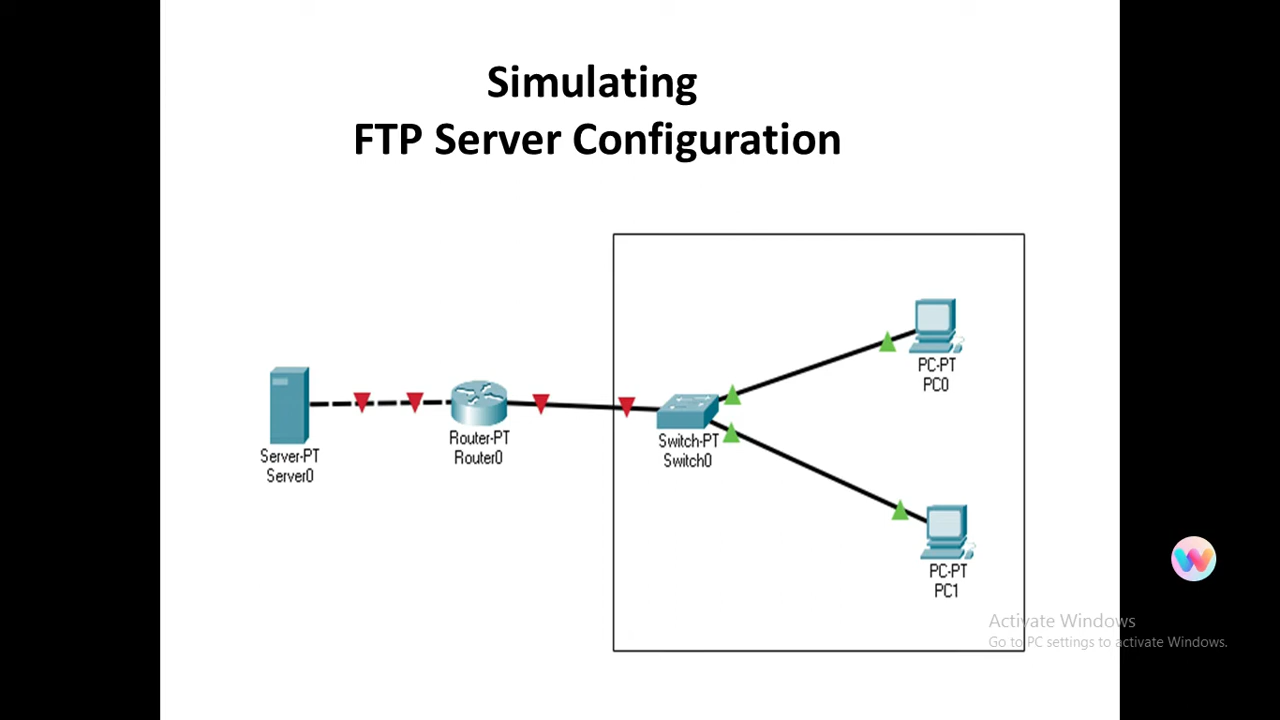 Simulating
FTP Server Configuration
PC-PT
PC0
Server-PT
Server0
Router-PT
Router0
Switch-PT
Switch0
PC-PT
PC1
Activate Windows
Go to PC settings to activate Windows.